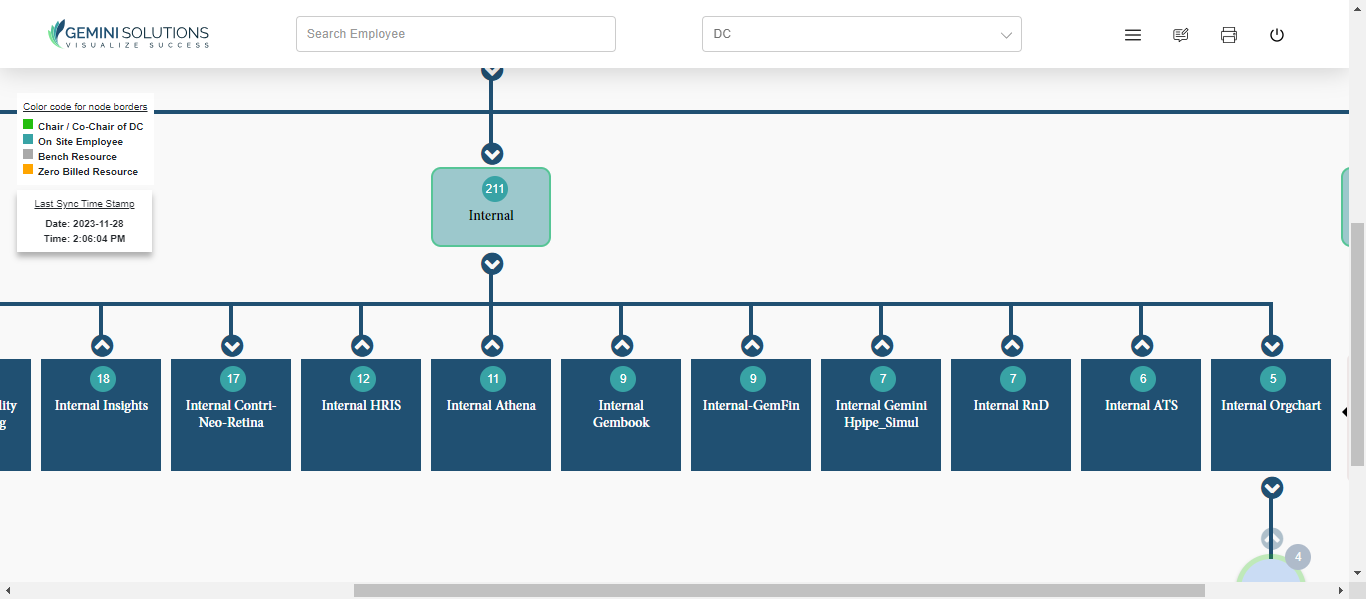 GEMINI SOLUTIONS
VISUALIZE SUCCESS
Search Employee
DC
Color code for node borders
Chair / Co-Chair of DC
On Site Employee
Bench Resource
Zero Billed Resource
Last Sync Time Stamp
Date: 2023-11-28
Time: 2:06:04 PM
211
Internal
18
Internal Insights
17
Internal Contri-
Neo-Retina
12
Internal HRIS
11
Internal Athena
9
Internal
Gembook
9
Internal-GemFin
7
Internal Gemini
Hpipe_Simul
7
Internal RnD
6
Internal ATS
5
Internal Orgchart
4